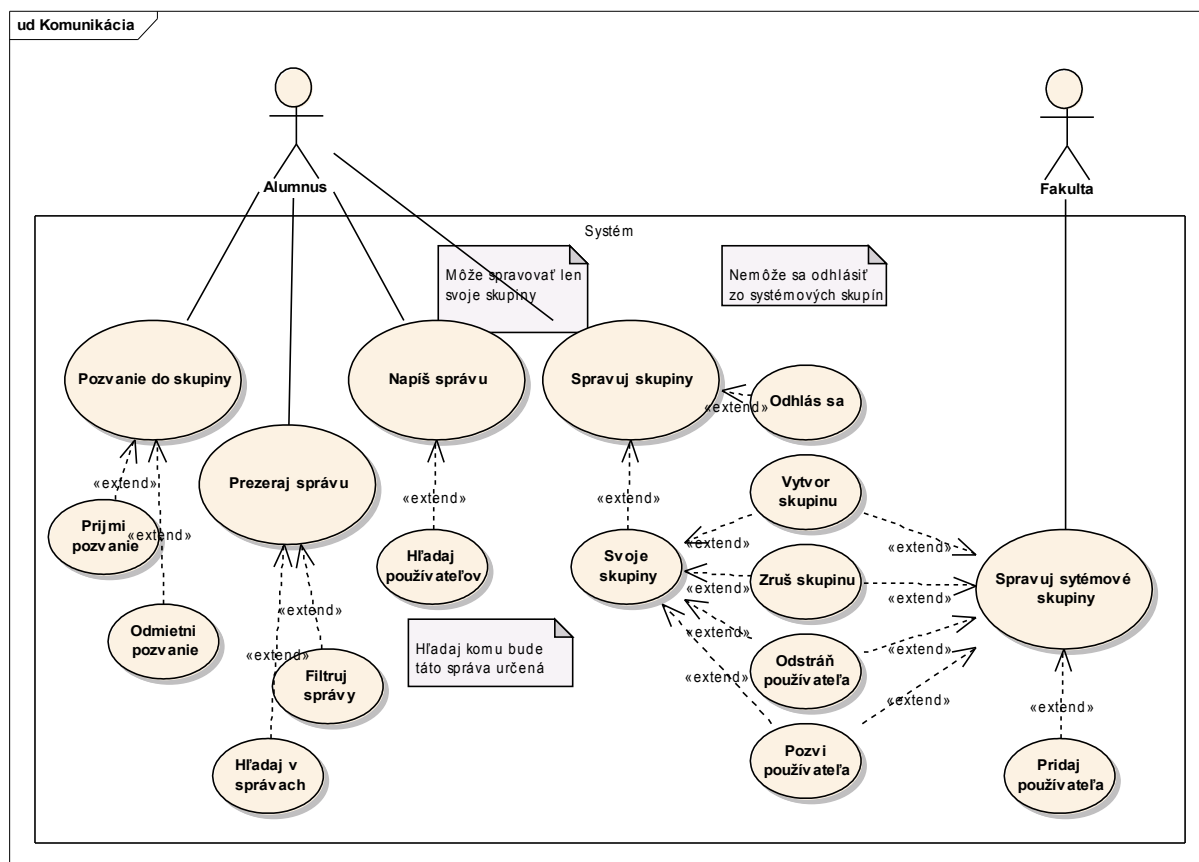 ud Komunikácia
Alumnus
Fakulta
Systém
Môže spravovať len
svoje skupiny
Nemôže sa odhlásiť
zo systémových skupín
Pozvanie do skupiny
Napíš správu
Spravuj skupiny
Odhlás sa
«extend»
Prezeraj správu
«extend»
Prijmi
pozvanie
«extend»
«extend»
«extend»
Vytvor
skupinu
«extend»
«extend»
Hľadaj
používateľov
Svoje
skupiny
Zruš skupinu
«extend»
«extend»
Spravuj sytémové
skupiny
Odmietni
pozvanie
«extend»
«extend»
Filtruj
správy
Hľadaj komu bude
táto správa určená
Odstráň
používateľa
«extend»
«extend»
«extend»
«extend»
«extend»
Hľadaj v
správach
Pozvi
používateľa
Pridaj
používateľa